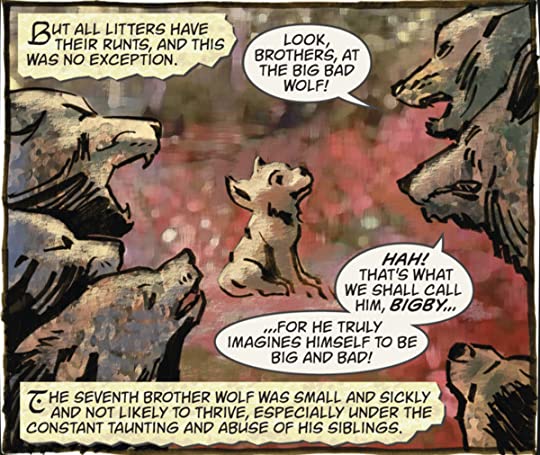 BUT ALL LITTERS HAVE
THEIR RUNTS, AND THIS
WAS NO EXCEPTION.
LOOK,
BROTHERS, AT
THE BIG BAD
WOLF!
HAH!
THAT'S WHAT
WE SHALL CALL
HIM, BIGBY...
...FOR HE TRULY
IMAGINES HIMSELF TO BE
BIG AND BAD!
THE SEVENTH BROTHER WOLF WAS SMALL AND SICKLY
AND NOT LIKELY TO THRIVE, ESPECIALLY UNDER THE
CONSTANT TAUNTING AND ABUSE OF HIS SIBLINGS.